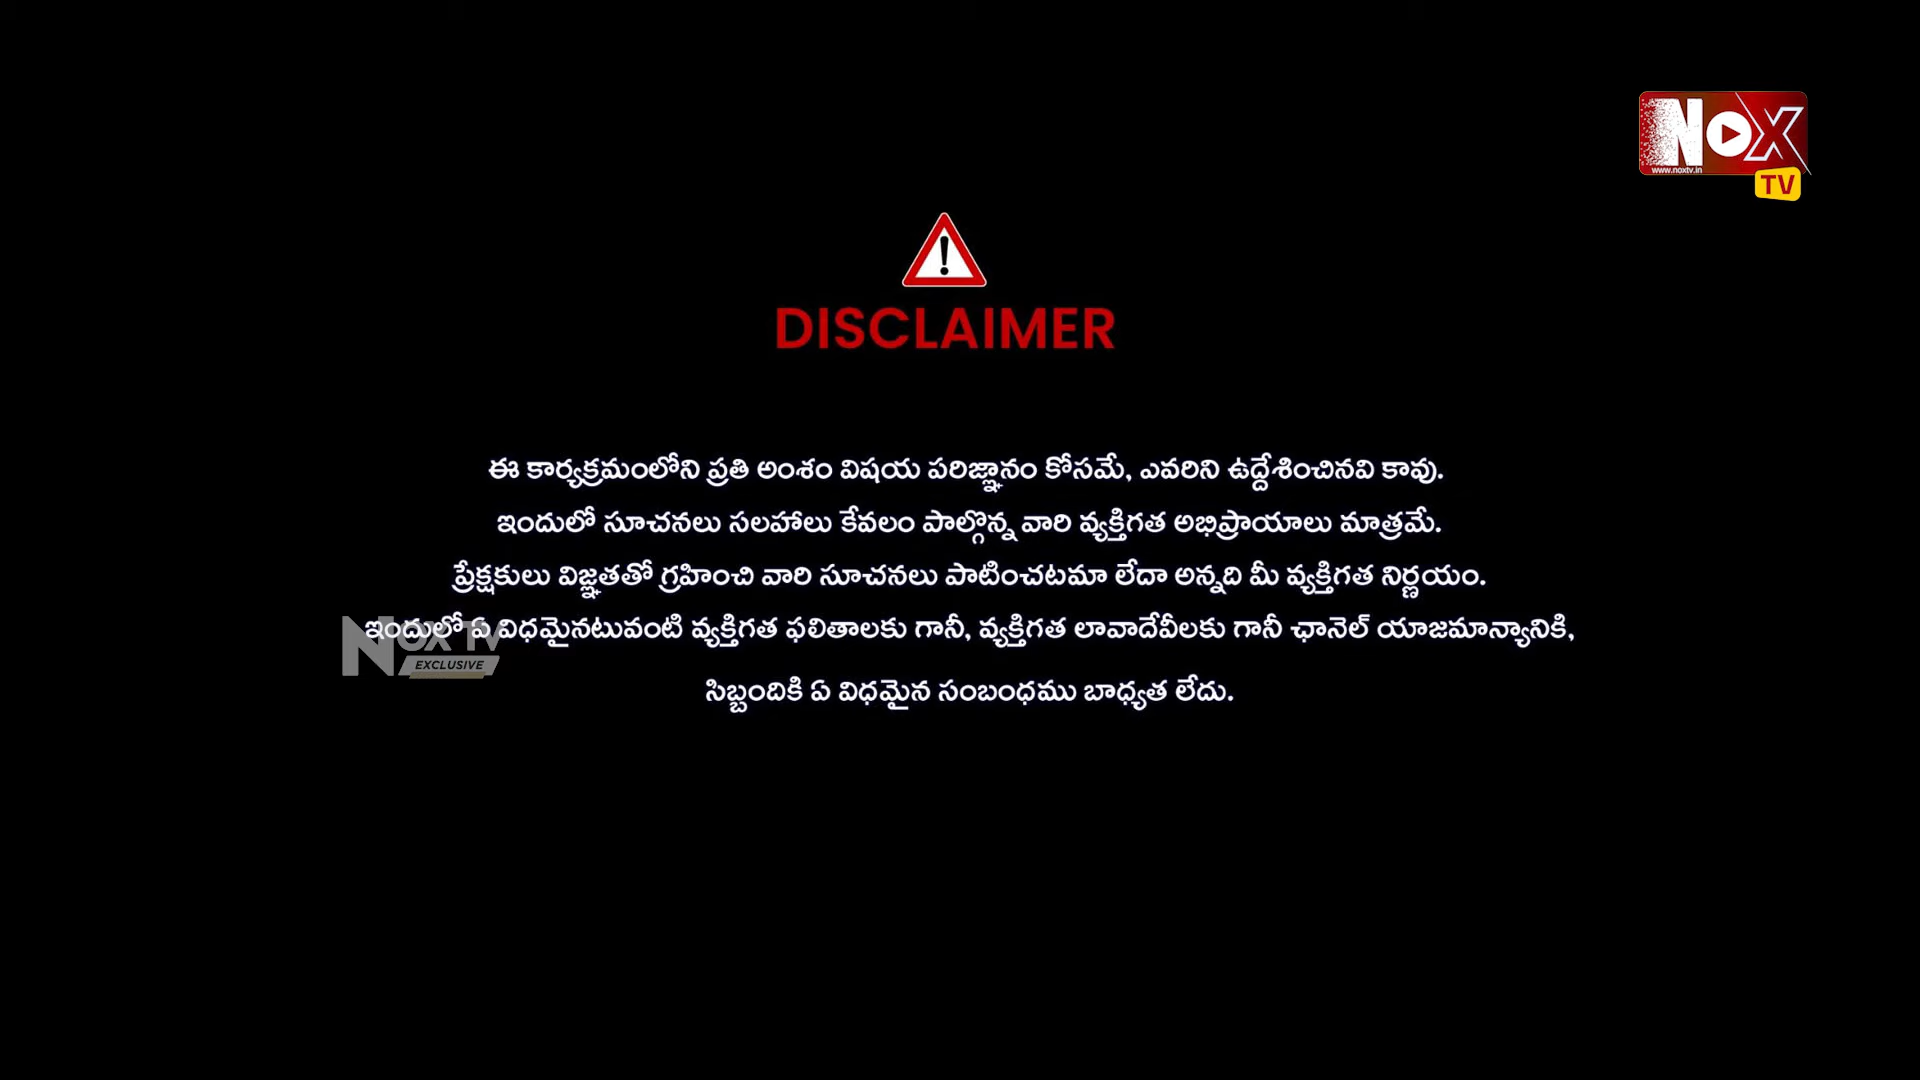 NOX
www.noxtv.in
TV
DISCLAIMER
ఈ కార్యక్రమంలోని ప్రతి అంశం విషయ పరిజ్ఞానం కోసమే, ఎవరిని ఉద్దేశించినవి కావు.
ఇందులో సూచనలు సలహాలు కేవలం పాల్గొన్న వారి వ్యక్తిగత అభిప్రాయాలు మాత్రమే.
ప్రేక్షకులు విజ్ఞతతో గ్రహించి వారి సూచనలు పాటించటమా లేదా అన్నది మీ వ్యక్తిగత నిర్ణయం.
ఇందులో ఏ విధమైనటువంటి వ్యక్తిగత ఫలితాలకు గానీ, వ్యక్తిగత లావాదేవీలకు గానీ ఛానెల్ యాజమాన్యానికి,
NOX TV
EXCLUSIVE
సిబ్బందికి ఏ విధమైన సంబంధము బాధ్యత లేదు.